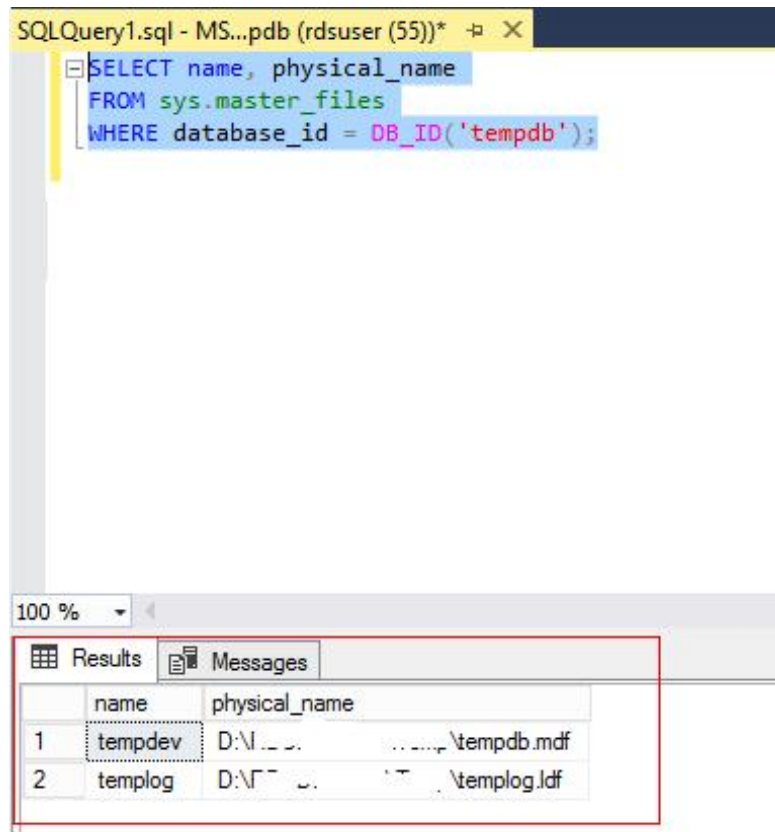 SQLQuery1.sql - MS...pdb (rdsuser (55))*
SELECT name, physical_name
FROM sys.master_files
WHERE database_id = DB_ID('tempdb');
100 %
Results Messages
name physical_name
1 tempdev D:\ \tempdb.mdf
2 templog D:\ \templog.ldf